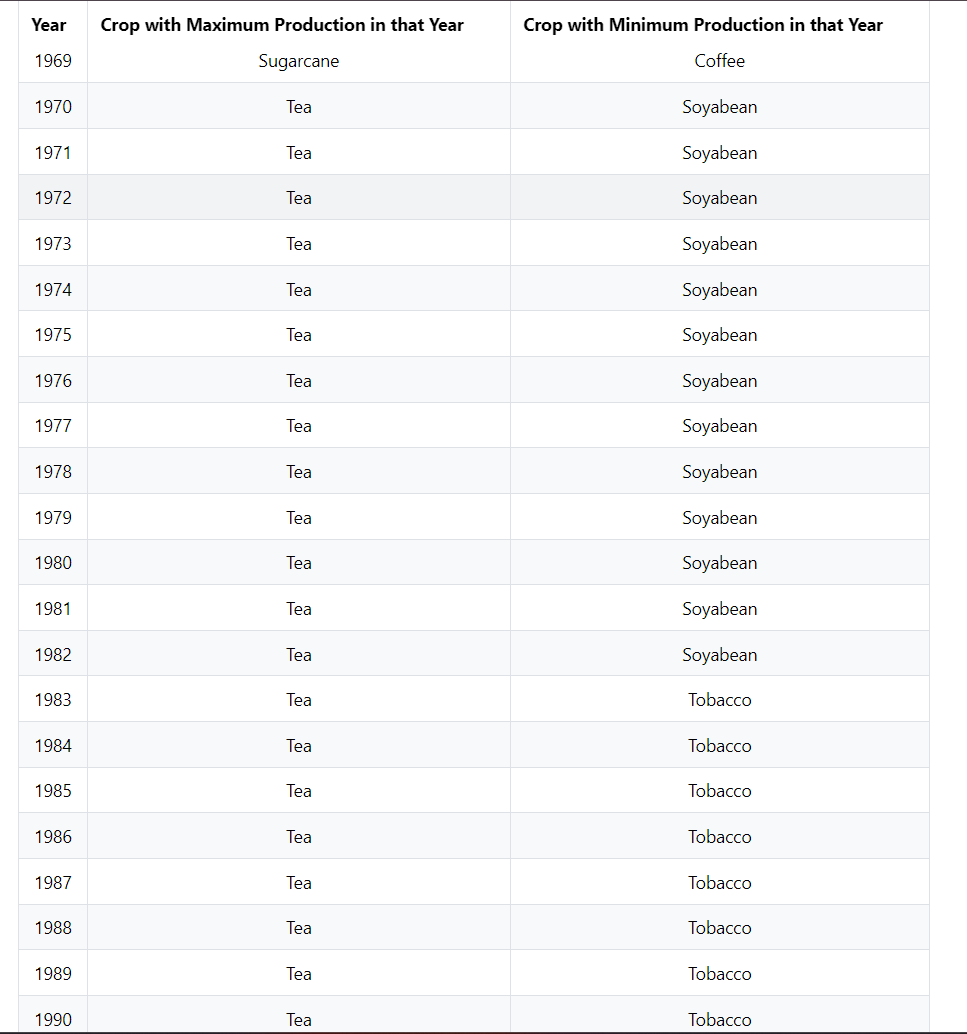 Year Crop with Maximum Production in that Year Crop with Minimum Production in that Year
1969 Sugarcane Coffee
1970 Tea Soyabean
1971 Tea Soyabean
1972 Tea Soyabean
1973 Tea Soyabean
1974 Tea Soyabean
1975 Tea Soyabean
1976 Tea Soyabean
1977 Tea Soyabean
1978 Tea Soyabean
1979 Tea Soyabean
1980 Tea Soyabean
1981 Tea Soyabean
1982 Tea Soyabean
1983 Tea Tobacco
1984 Tea Tobacco
1985 Tea Tobacco
1986 Tea Tobacco
1987 Tea Tobacco
1988 Tea Tobacco
1989 Tea Tobacco
1990 Tea Tobacco